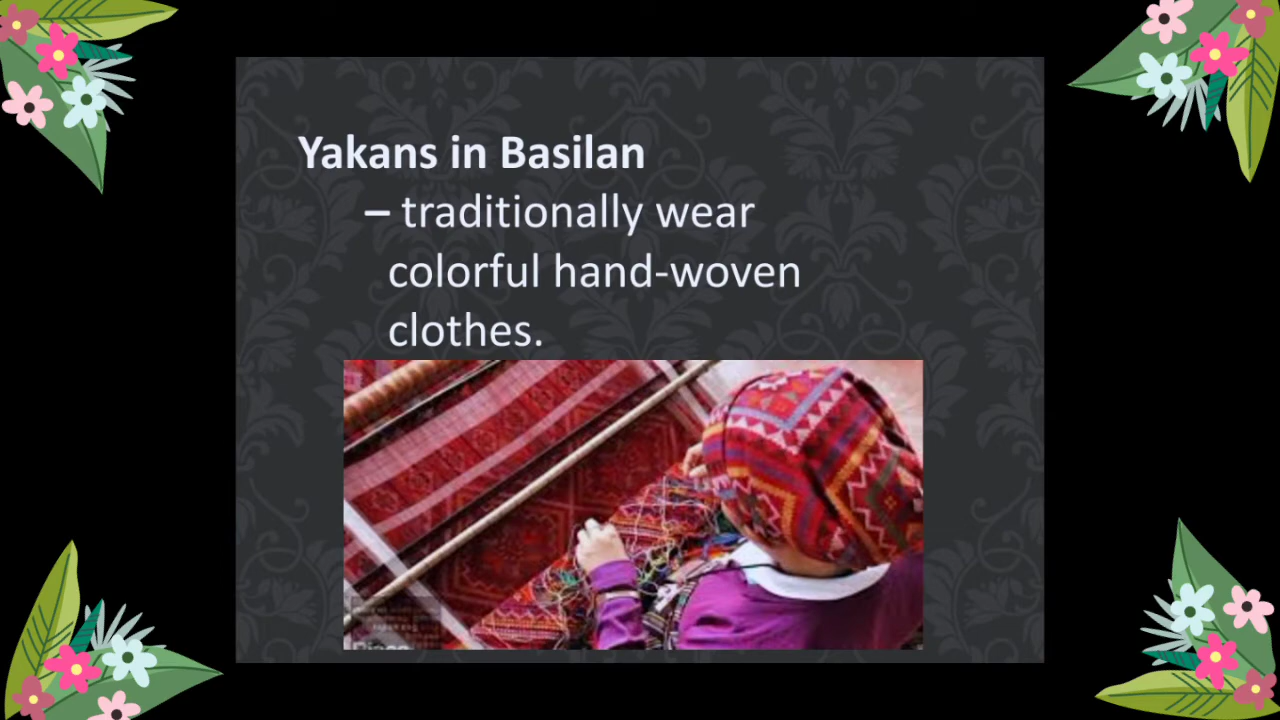 Yakans in Basilan
– traditionally wear
colorful hand-woven
clothes.